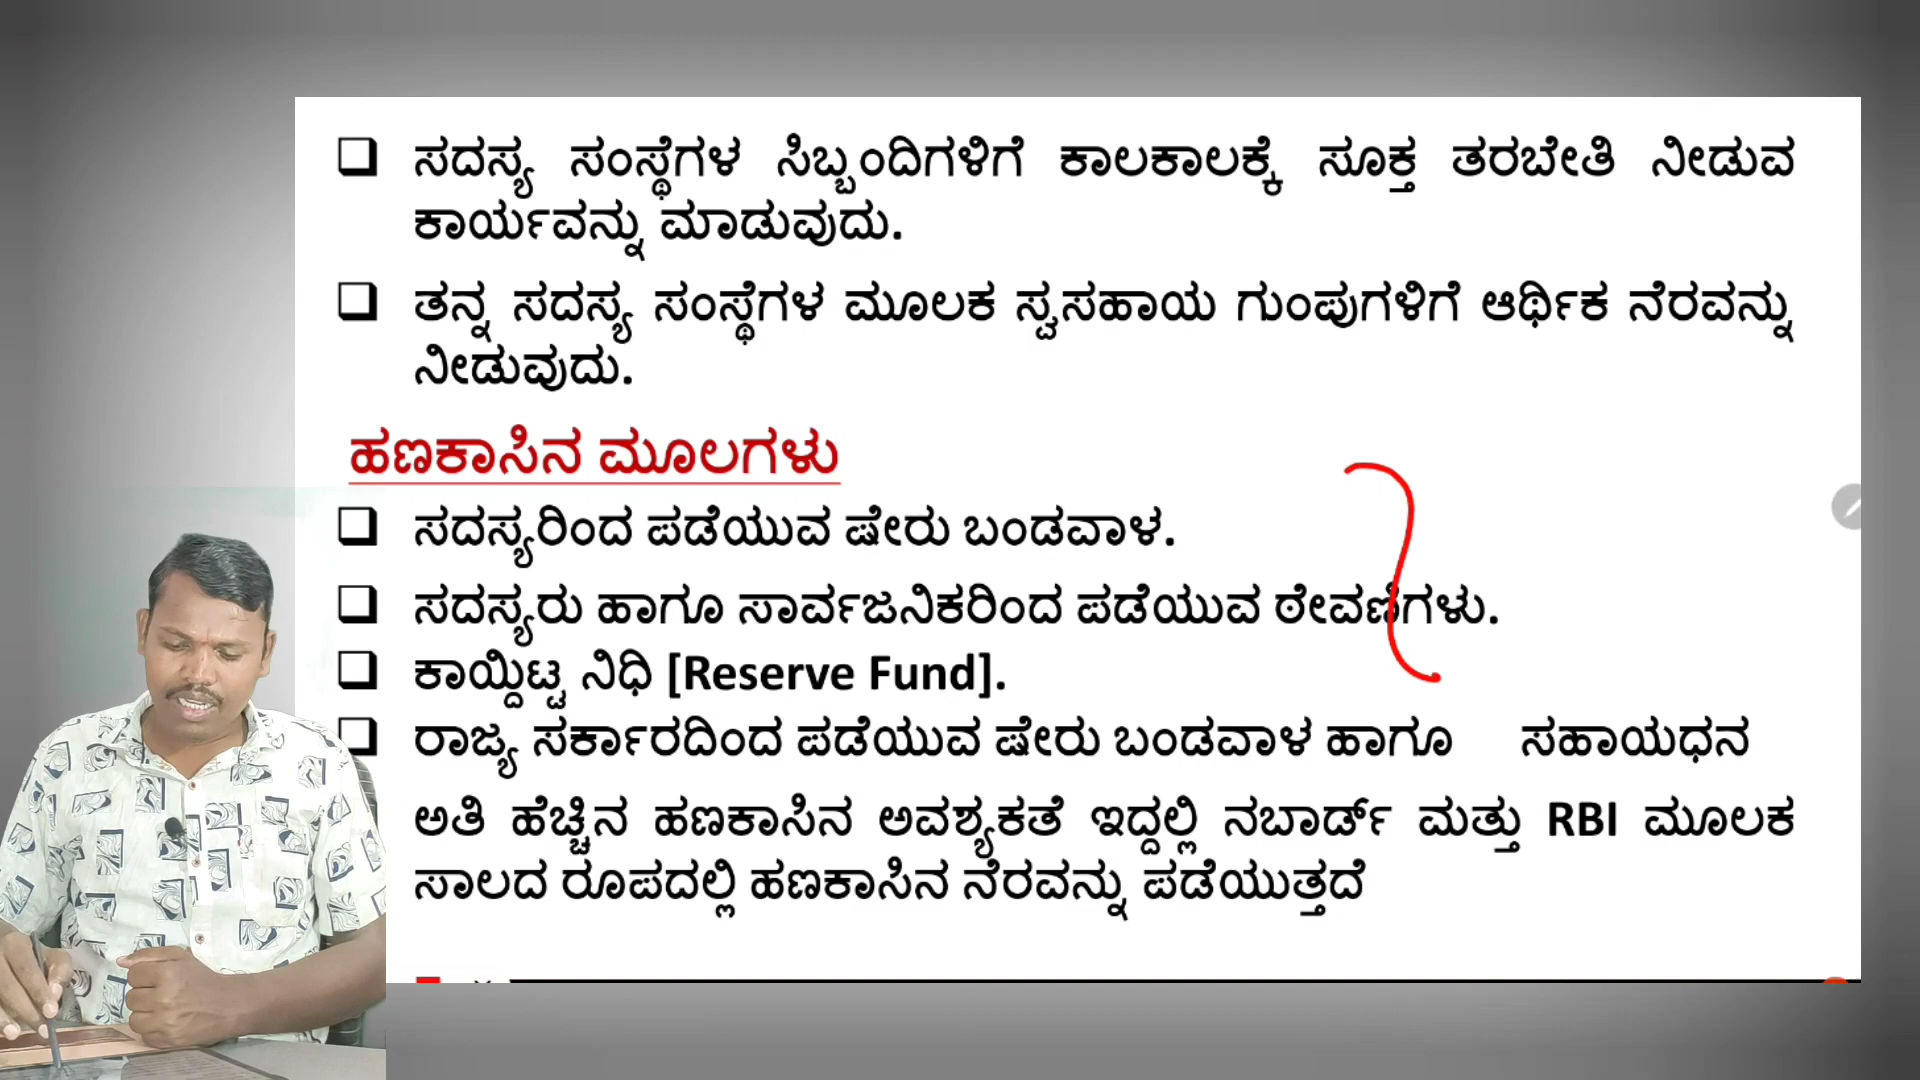 ಸದಸ್ಯ ಸಂಸ್ಥೆಗಳ ಸಿಬ್ಬಂದಿಗಳಿಗೆ ಕಾಲಕಾಲಕ್ಕೆ ಸೂಕ್ತ ತರಬೇತಿ ನೀಡುವ
ಕಾರ್ಯವನ್ನು ಮಾಡುವುದು.
ತನ್ನ ಸದಸ್ಯ ಸಂಸ್ಥೆಗಳ ಮೂಲಕ ಸ್ವಸಹಾಯ ಗುಂಪುಗಳಿಗೆ ಆರ್ಥಿಕ ನೆರವನ್ನು
ನೀಡುವುದು.
ಹಣಕಾಸಿನ ಮೂಲಗಳು
ಸದಸ್ಯರಿಂದ ಪಡೆಯುವ ಷೇರು ಬಂಡವಾಳ.
ಸದಸ್ಯರು ಹಾಗೂ ಸಾರ್ವಜನಿಕರಿಂದ ಪಡೆಯುವ ಠೇವಣಿಗಳು.
ಕಾಯ್ದಿಟ್ಟ ನಿಧಿ [Reserve Fund].
ರಾಜ್ಯ ಸರ್ಕಾರದಿಂದ ಪಡೆಯುವ ಷೇರು ಬಂಡವಾಳ ಹಾಗೂ ಸಹಾಯಧನ
ಅತಿ ಹೆಚ್ಚಿನ ಹಣಕಾಸಿನ ಅವಶ್ಯಕತೆ ಇದ್ದಲ್ಲಿ ನಬಾರ್ಡ್ ಮತ್ತು RBI ಮೂಲಕ
ಸಾಲದ ರೂಪದಲ್ಲಿ ಹಣಕಾಸಿನ ನೆರವನ್ನು ಪಡೆಯುತ್ತದೆ